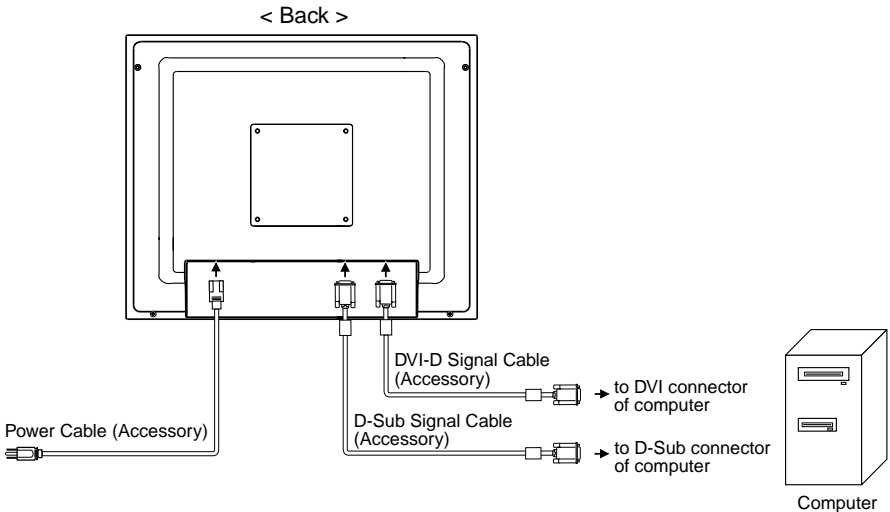 < Back >
DVI-D Signal Cable
(Accessory)
to DVI connector
of computer
D-Sub Signal Cable
(Accessory)
Power Cable (Accessory)
to D-Sub connector
of computer
Computer